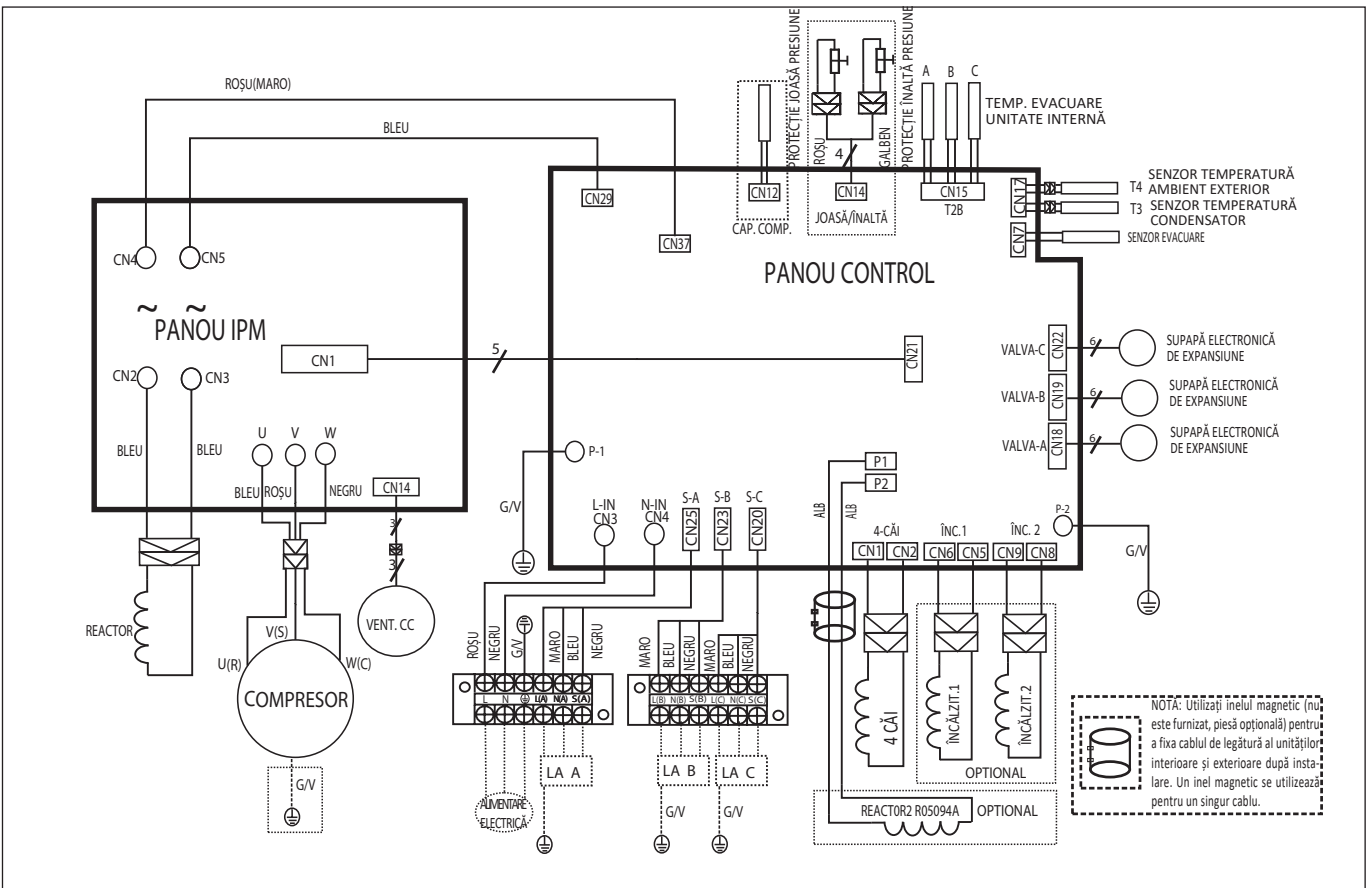 ROȘU(MARO)
BLEU
PROTECȚIE JOASĂ PRESIUNE
ROȘU
4
GALBEN
PROTECȚIE ÎNALTĂ PRESIUNE
CN12
CAP. COMP.
CN14
JOASĂ/ÎNALTĂ
A B C
TEMP. EVACUARE
UNITATE INTERNĂ
CN15
T2B
CN17
T4
SENZOR TEMPERATURĂ
AMBIENT EXTERIOR
T3
SENZOR TEMPERATURĂ
CONDENSATOR
CN7
SENZOR EVACUARE
CN29
CN37
PANOU CONTROL
CN4
CN5
~ ~
PANOU IPM
CN1
5
CN21
CN2
CN3
BLEU
BLEU
U V W
BLEU
ROȘU
NEGRU
CN14
3
3
VENT. CC
REACTOR
V(S)
U(R)
W(C)
COMPRESOR
G/V
VALVA-C
CN22
6
SUPAPĂ ELECTRONICĂ
DE EXPANSIUNE
VALVA-B
CN19
6
SUPAPĂ ELECTRONICĂ
DE EXPANSIUNE
VALVA-A
CN18
6
SUPAPĂ ELECTRONICĂ
DE EXPANSIUNE
P-1
G/V
L-IN
CN3
N-IN
CN4
S-A
CN25
S-B
CN23
S-C
CN20
P1
P2
ALB
ALB
4-CĂI
CN1 CN2
ÎNC.1
CN6 CN5
ÎNC. 2
CN9 CN8
P-2
G/V
ROȘU
NEGRU
G/V
MARO
BLEU
NEGRU
MARO
BLEU
NEGRU
MARO
BLEU
NEGRU
L N L(A) N(A) S(A)
L(B) N(B) S(B) L(C) N(C) S(C)
ALIMENTARE
ELECTRICĂ
LA A
LA B
LA C
G/V
G/V
4 CĂI
ÎNCĂLZIT.1
ÎNCĂLZIT.2
OPTIONAL
REACTOR2 R05094A
OPTIONAL
NOTĂ: Utilizați inelul magnetic (nu
este furnizat, piesă opțională) pentru
a fixa cablul de legătură al unităților
interioare și exterioare după insta-
lare. Un inel magnetic se utilizează
pentru un singur cablu.